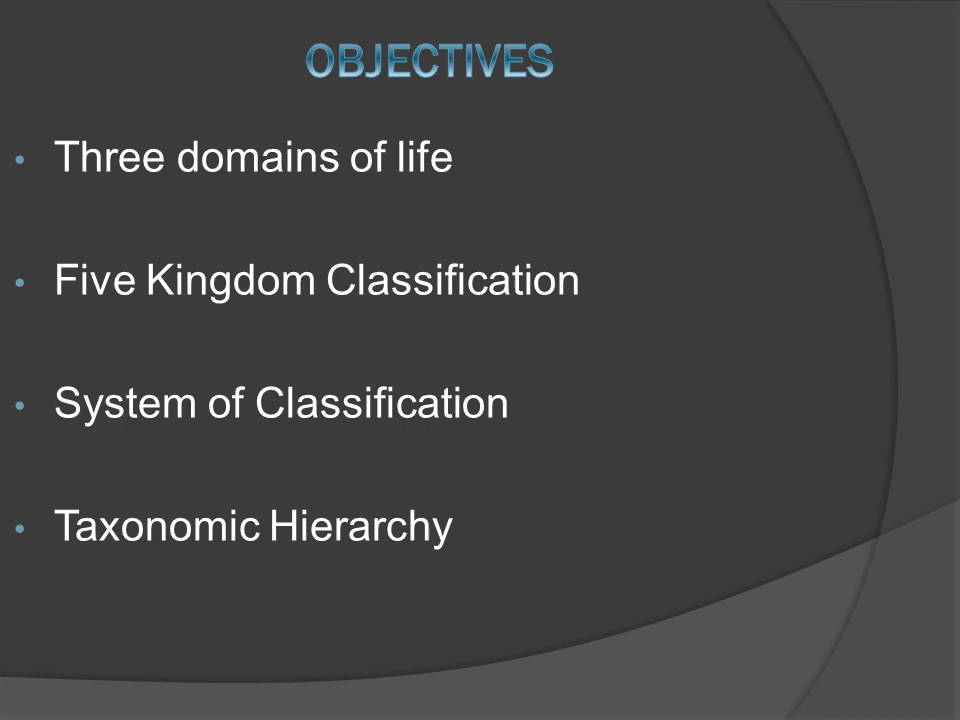 OBJECTIVES
• Three domains of life
• Five Kingdom Classification
• System of Classification
• Taxonomic Hierarchy